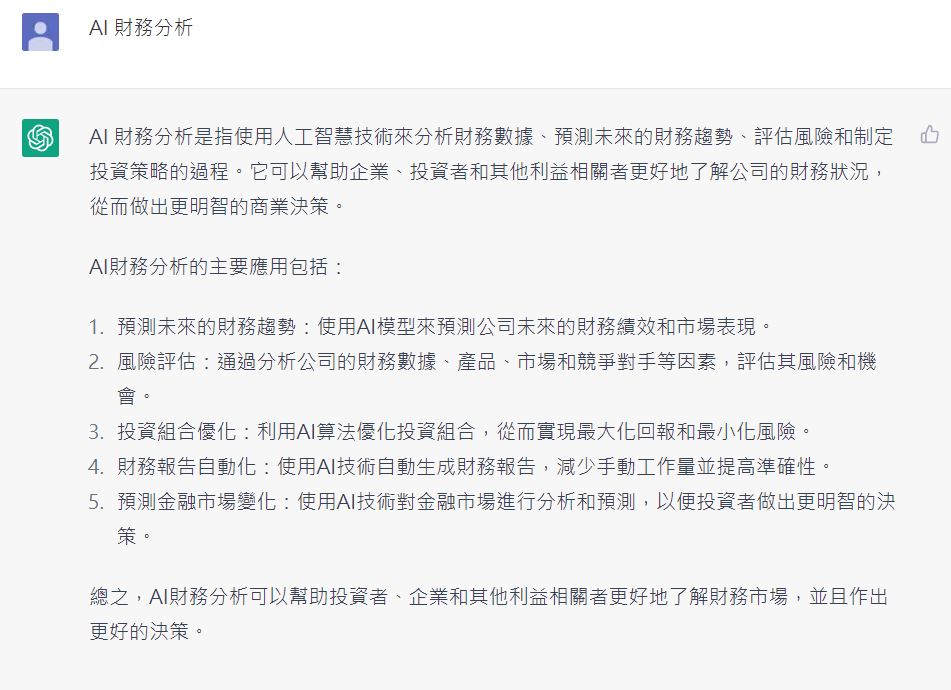 AI 財務分析
AI 財務分析是指使用人工智慧技術來分析財務數據、預測未來的財務趨勢、評估風險和制定
投資策略的過程。它可以幫助企業、投資者和其他利益相關者更好地了解公司的財務狀況，
從而做出更明智的商業決策。
AI財務分析的主要應用包括：
1. 預測未來的財務趨勢：使用AI模型來預測公司未來的財務績效和市場表現。
2. 風險評估：通過分析公司的財務數據、產品、市場和競爭對手等因素，評估其風險和機
會。
3. 投資組合優化：利用AI算法優化投資組合，從而實現最大化回報和最小化風險。
4. 財務報告自動化：使用AI技術自動生成財務報告，減少手動工作量並提高準確性。
5. 預測金融市場變化：使用AI技術對金融市場進行分析和預測，以便投資者做出更明智的決
策。
總之，AI財務分析可以幫助投資者、企業和其他利益相關者更好地了解財務市場，並且作出
更好的決策。